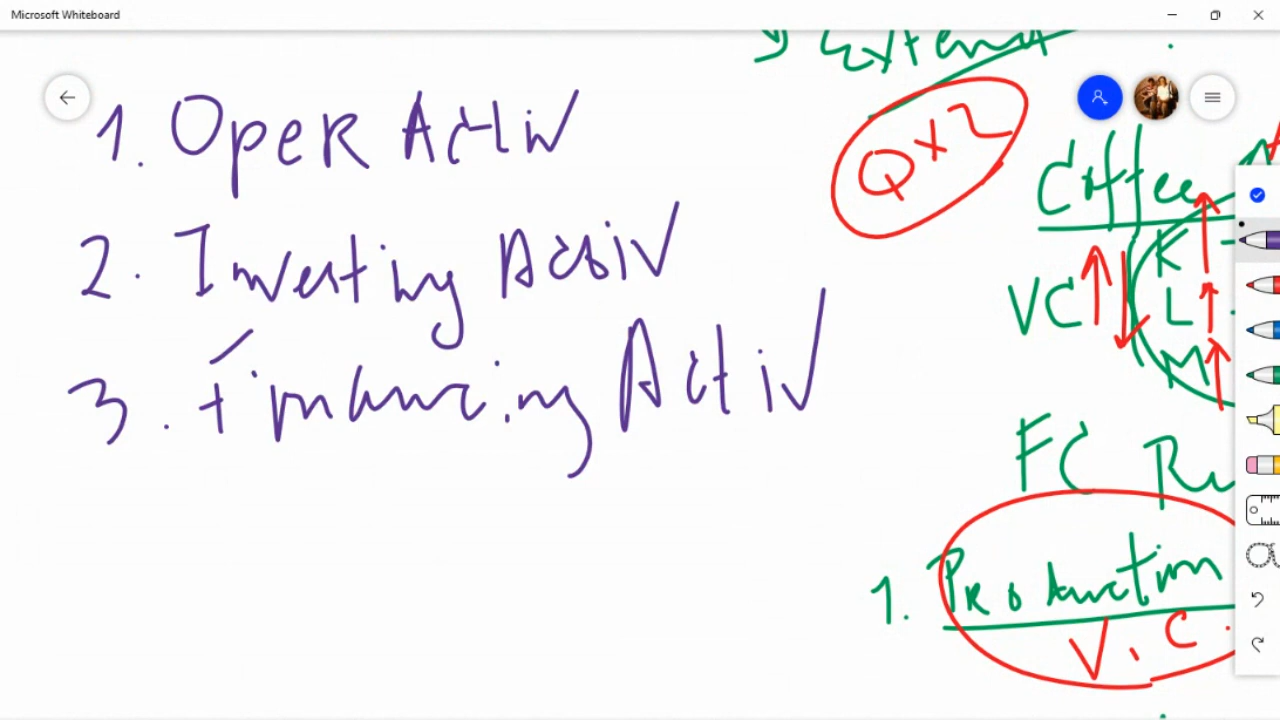 Microsoft Whiteboard
1. Oper Activ
2. Investing Activ
3. Financing Activ
Q x 2
Coffee
VC
K
L
M
FC
1. Production
V.C.